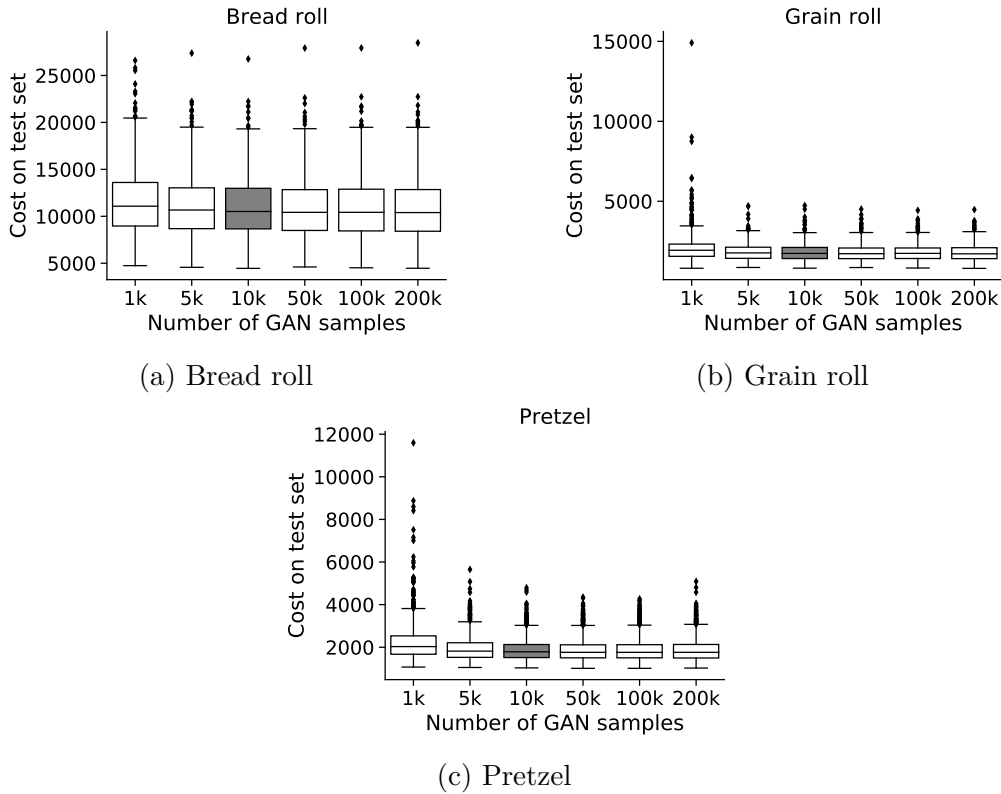 Bread roll
Cost on test set
25000
20000
15000
10000
5000
1k 5k 10k 50k 100k 200k
Number of GAN samples
(a) Bread roll
Grain roll
Cost on test set
15000
10000
5000
1k 5k 10k 50k 100k 200k
Number of GAN samples
(b) Grain roll
Pretzel
Cost on test set
12000
10000
8000
6000
4000
2000
1k 5k 10k 50k 100k 200k
Number of GAN samples
(c) Pretzel